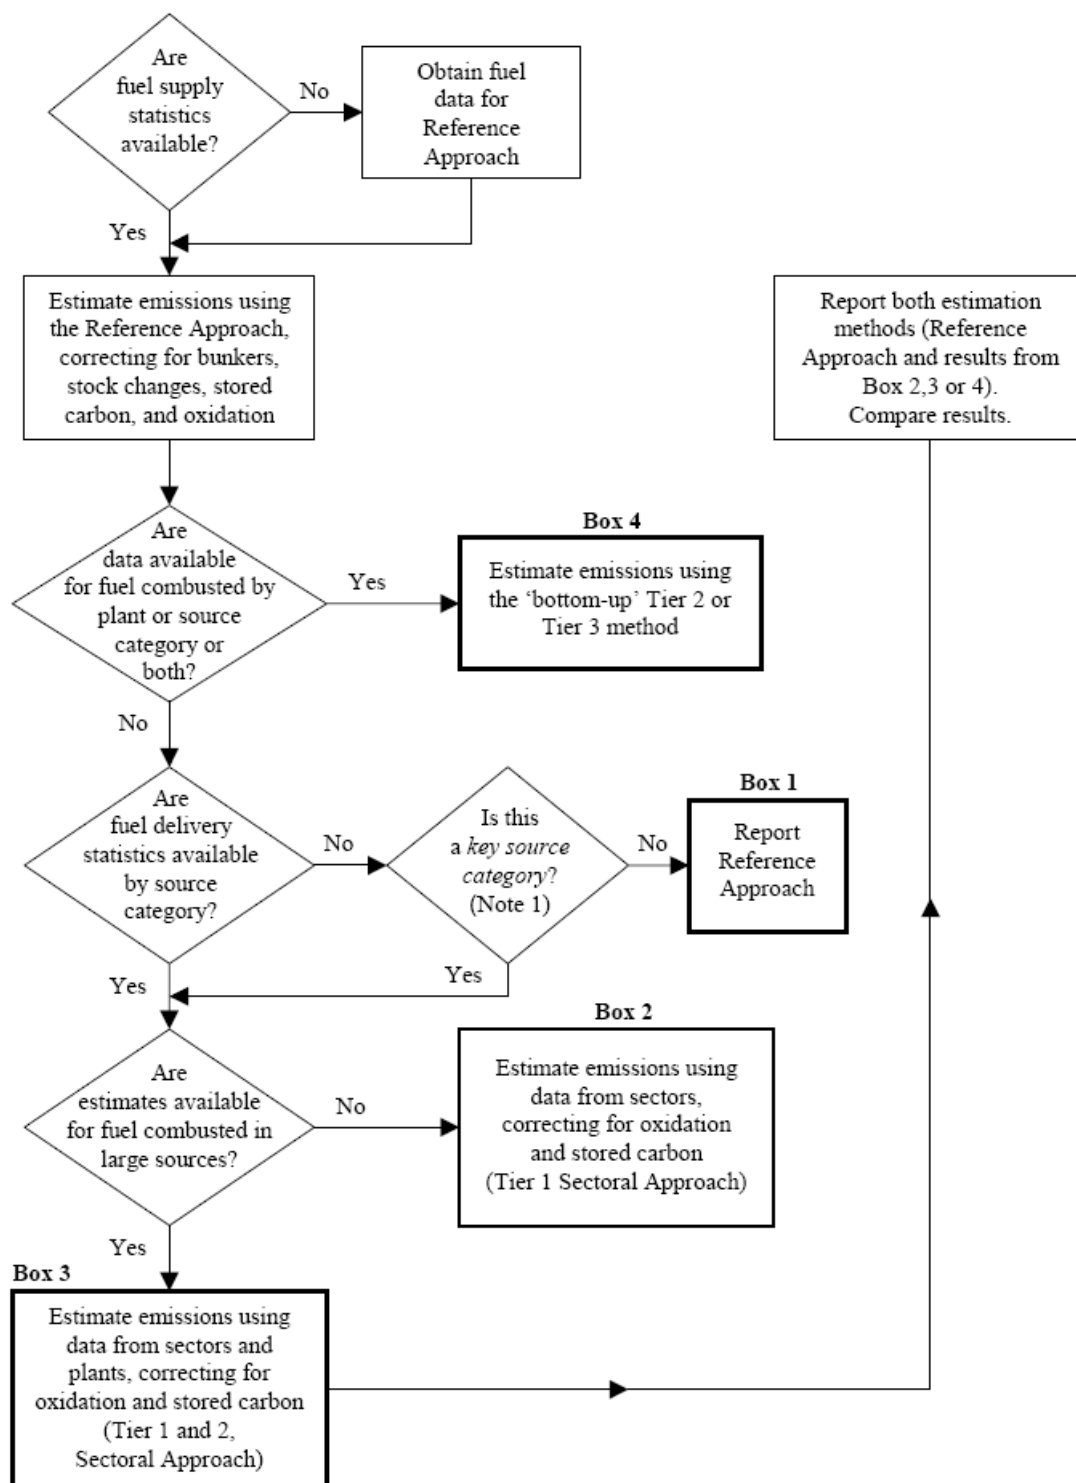 Are
fuel supply
statistics
available?
No
Obtain fuel
data for
Reference
Approach
Yes
Estimate emissions using
the Reference Approach,
correcting for bunkers,
stock changes, stored
carbon, and oxidation
Report both estimation
methods (Reference
Approach and results from
Box 2,3 or 4).
Compare results.
Are
data available
for fuel combusted by
plant or source
category or
both?
Yes
Box 4
Estimate emissions using
the ‘bottom-up’ Tier 2 or
Tier 3 method
No
Are
fuel delivery
statistics available
by source
category?
No
Is this
a key source
category?
(Note 1)
No
Box 1
Report
Reference
Approach
Yes
Yes
Are
estimates available
for fuel combusted in
large sources?
No
Box 2
Estimate emissions using
data from sectors,
correcting for oxidation
and stored carbon
(Tier 1 Sectoral Approach)
Yes
Box 3
Estimate emissions using
data from sectors and
plants, correcting for
oxidation and stored carbon
(Tier 1 and 2,
Sectoral Approach)